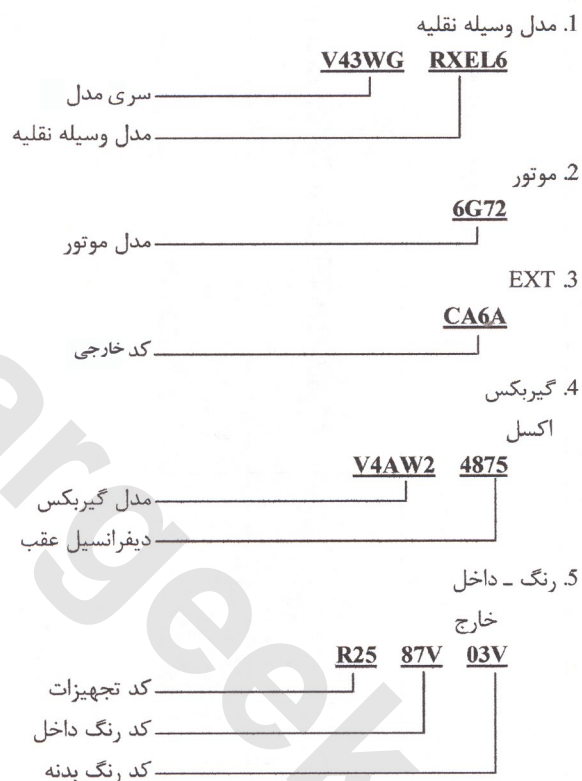 1. مدل وسیله نقلیه
V43WG RXEL6
سری مدل
مدل وسیله نقلیه
2. موتور
6G72
مدل موتور
3. EXT
CA6A
کد خارجی
4. گیربکس
اکسل
V4AW2 4875
مدل گیربکس
دیفرانسیل عقب
5. رنگ - داخل
خارج
R25 87V 03V
کد تجهیزات
کد رنگ داخل
کد رنگ بدنه